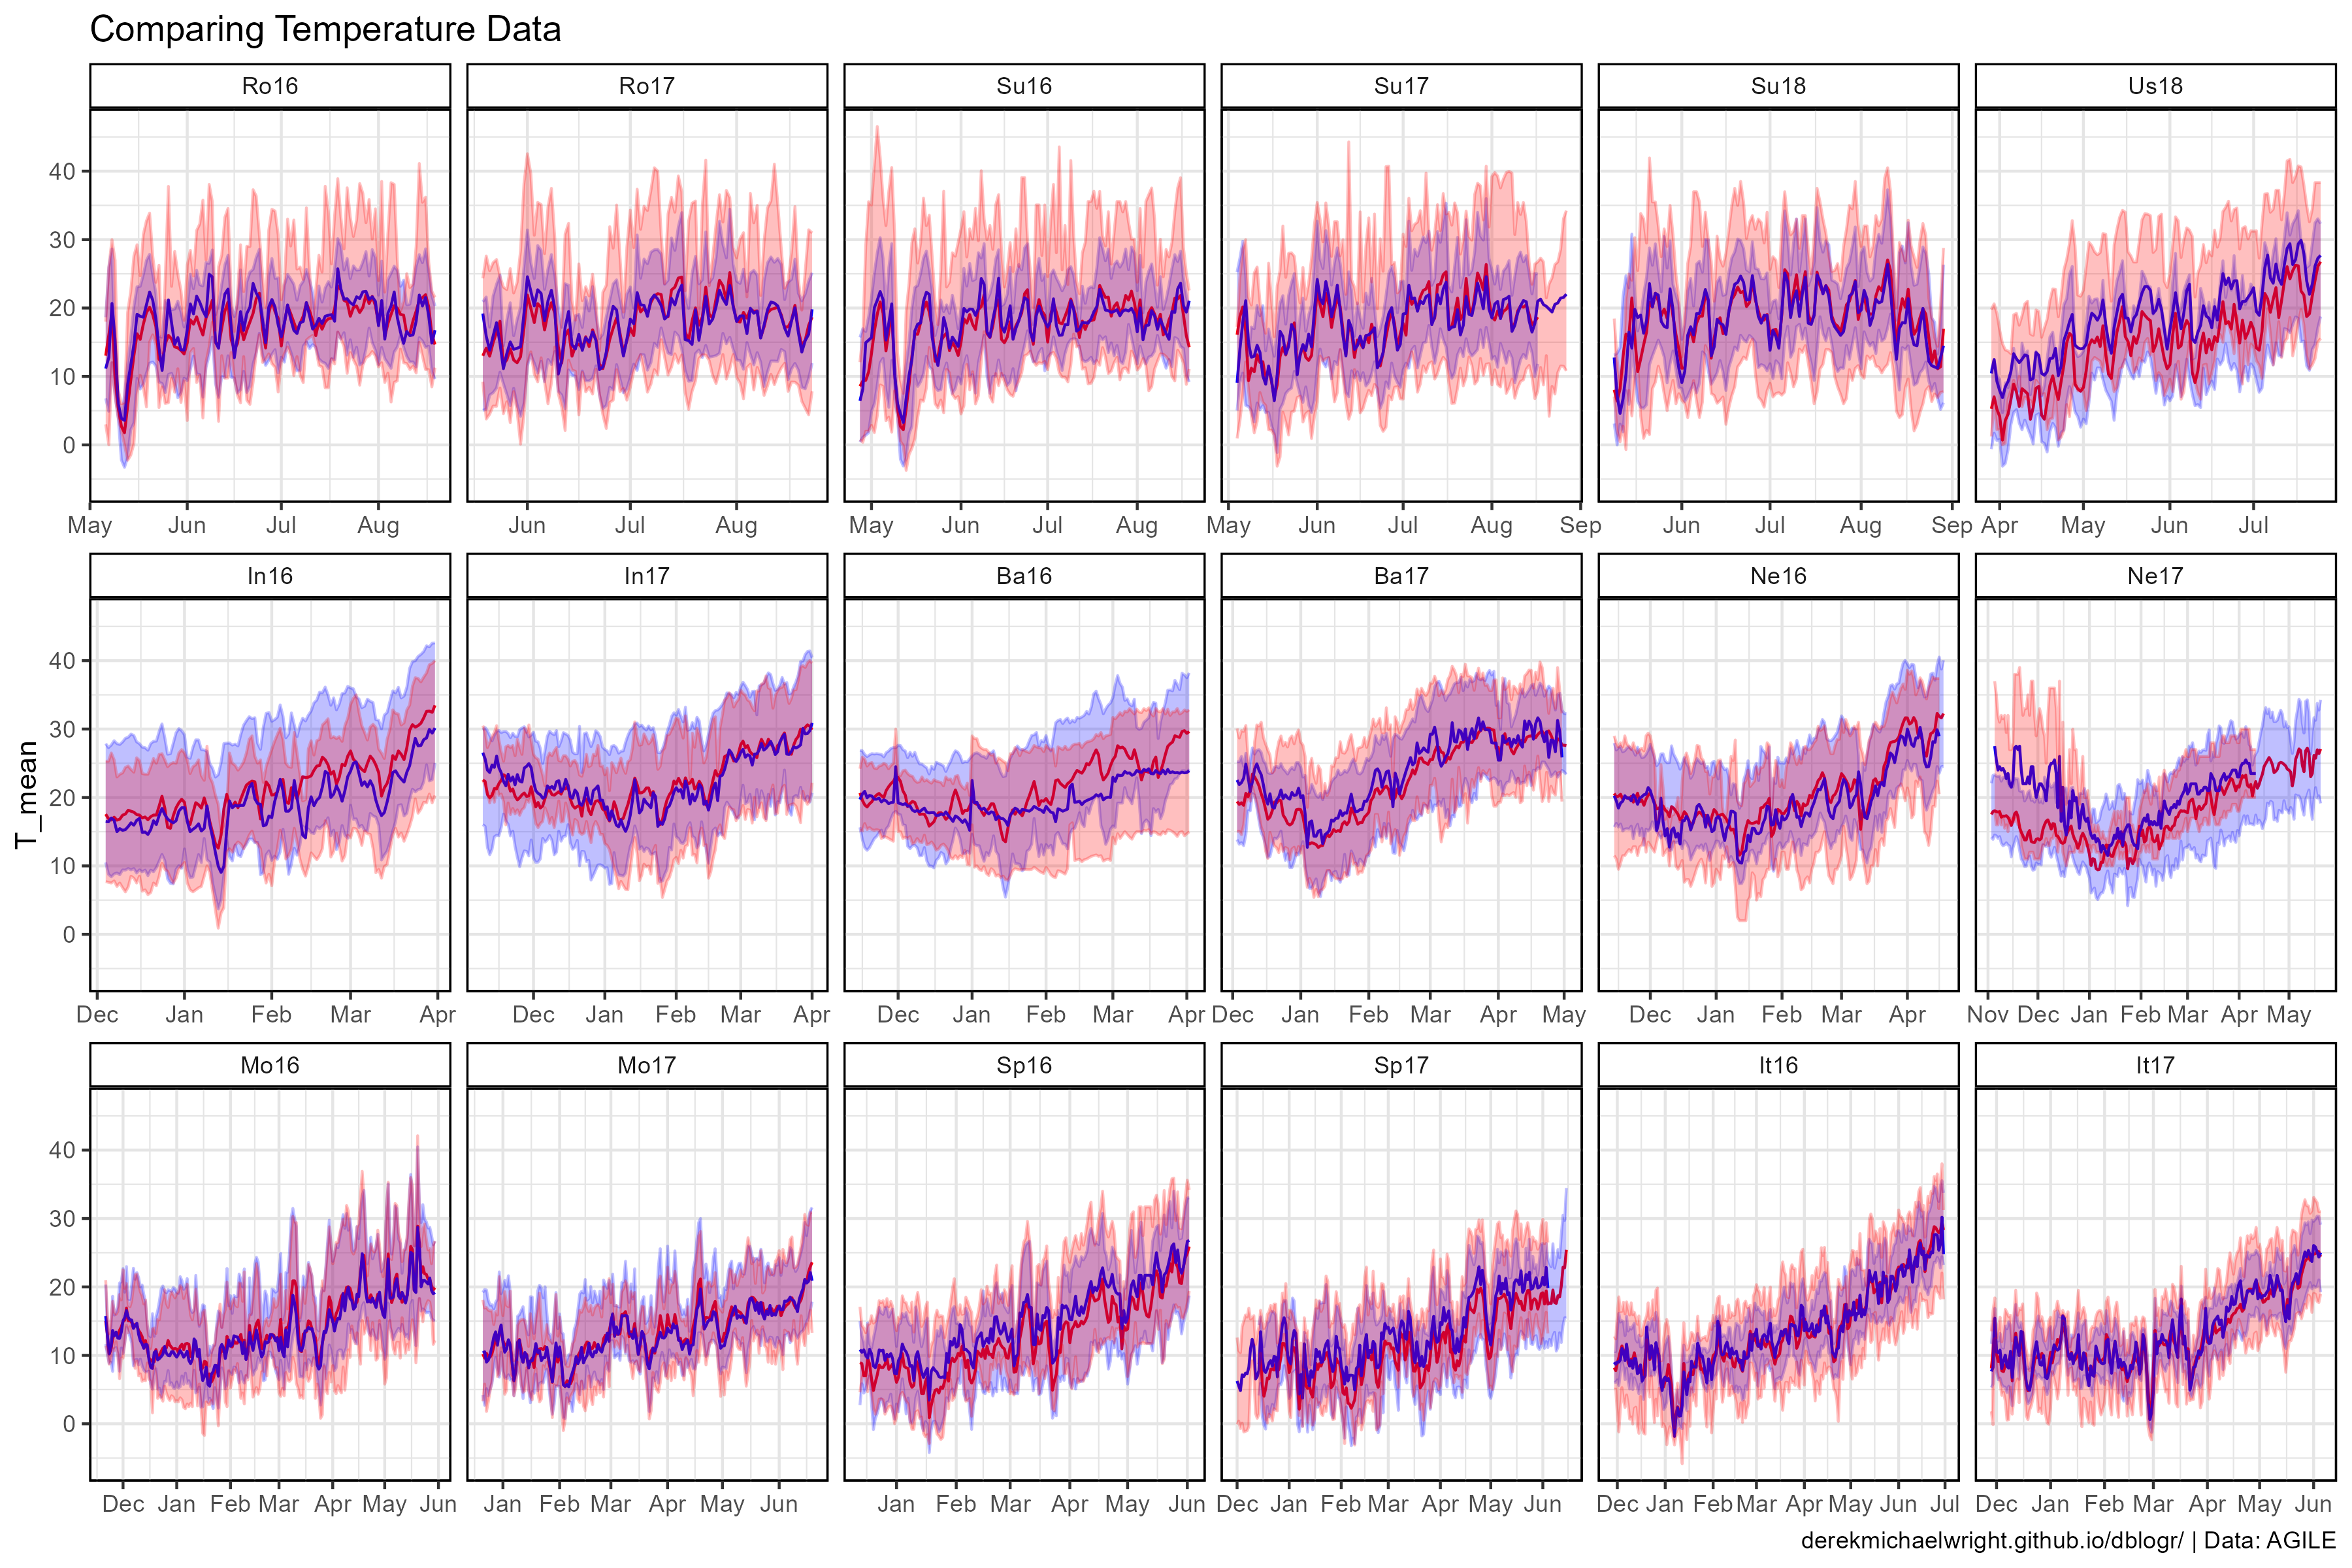 Comparing Temperature Data
Ro16 Ro17 Su16 Su17 Su18 Us18
40
30
20
10
0
May Jun Jul Aug Jun Jul Aug May Jun Jul Aug May Jun Jul Aug Sep Jun Jul Aug Sep Apr May Jun Jul
In16 In17 Ba16 Ba17 Ne16 Ne17
40
30
T_mean
20
10
0
Dec Jan Feb Mar Apr Dec Jan Feb Mar Apr Dec Jan Feb Mar Apr Dec Jan Feb Mar Apr May Dec Jan Feb Mar Apr Nov Dec Jan Feb Mar Apr May
Mo16 Mo17 Sp16 Sp17 It16 It17
40
30
20
10
0
Dec Jan Feb Mar Apr May Jun Jan Feb Mar Apr May Jun Jan Feb Mar Apr May Jun Dec Jan Feb Mar Apr May Jun Dec Jan Feb Mar Apr May Jun Jul Dec Jan Feb Mar Apr May Jun
derekmichaelwright.github.io/dblogr/ | Data: AGILE